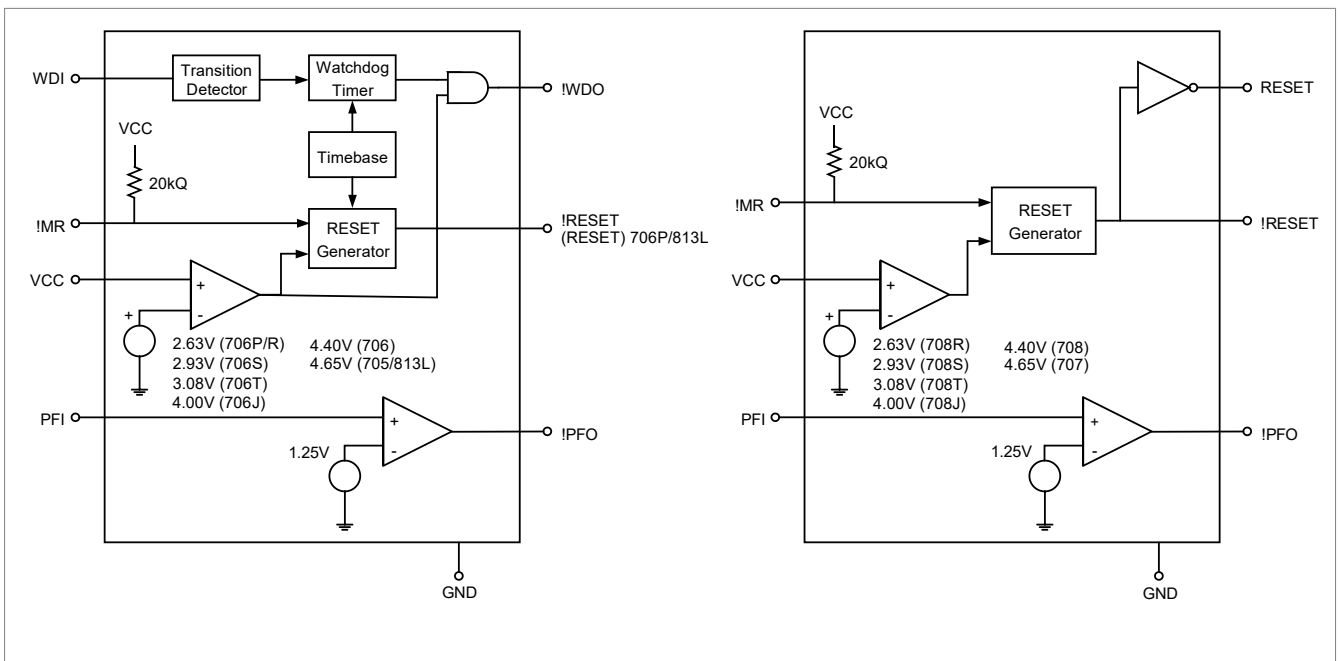 WDI
Transition
Detector
Watchdog
Timer
!WDO
VCC
20kQ
Timebase
!MR
RESET
Generator
!RESET
(RESET) 706P/813L
VCC
+
-
+
2.63V (706P/R)
2.93V (706S)
3.08V (706T)
4.00V (706J)
4.40V (706)
4.65V (705/813L)
PFI
+
-
1.25V
!PFO
GND
RESET
VCC
20kQ
!MR
RESET
Generator
!RESET
VCC
+
-
+
2.63V (708R)
2.93V (708S)
3.08V (708T)
4.00V (708J)
4.40V (708)
4.65V (707)
PFI
+
-
1.25V
!PFO
GND